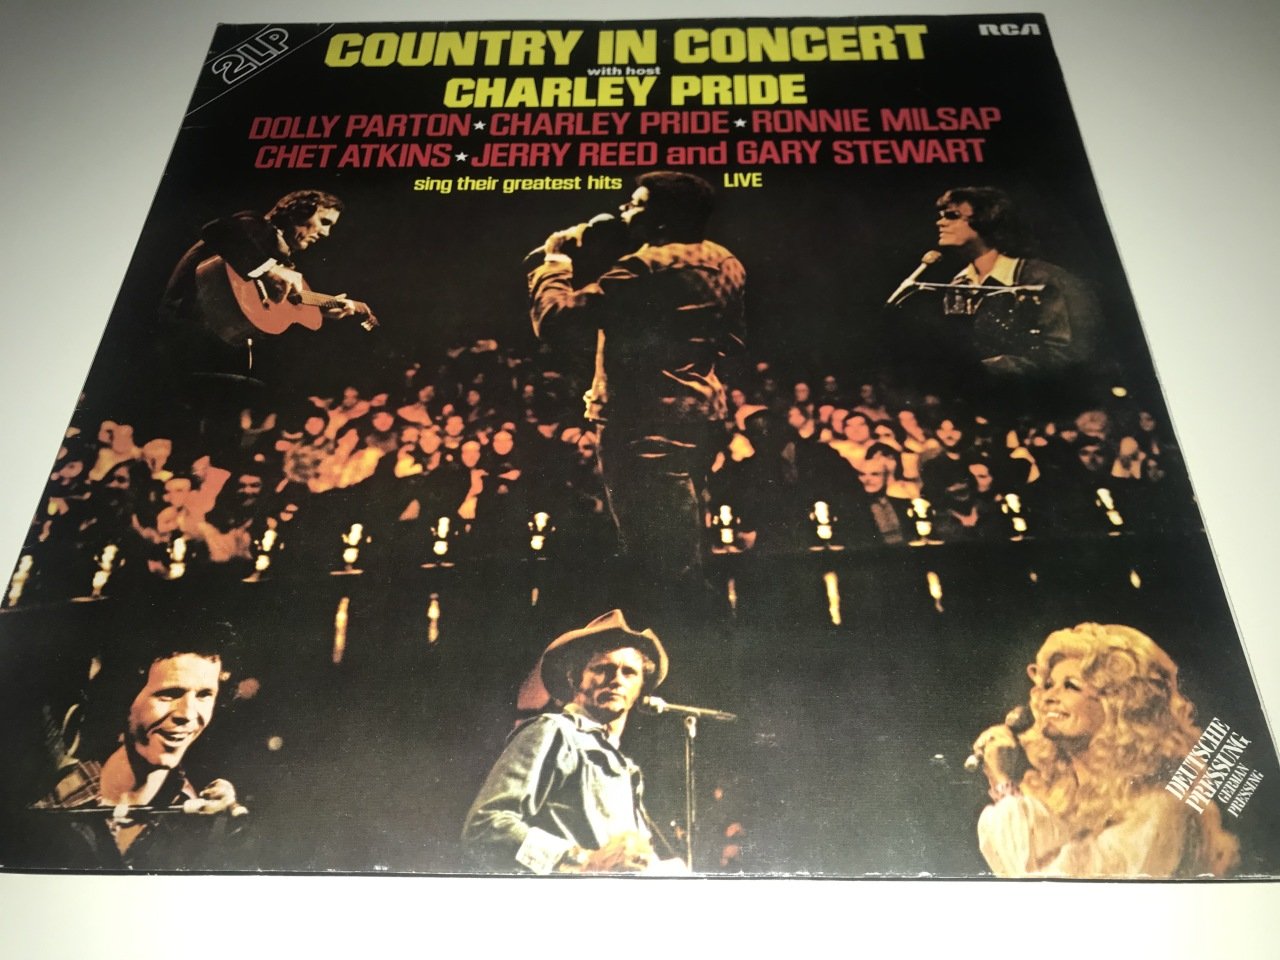 2LP
COUNTRY IN CONCERT
RCA
with host
CHARLEY PRIDE
DOLLY PARTON ★ CHARLEY PRIDE ★ RONNIE MILSAP
CHET ATKINS ★ JERRY REED and GARY STEWART
sing their greatest hits LIVE
DEUTSCHE
PRESSUNG
GERMAN
PRESSING